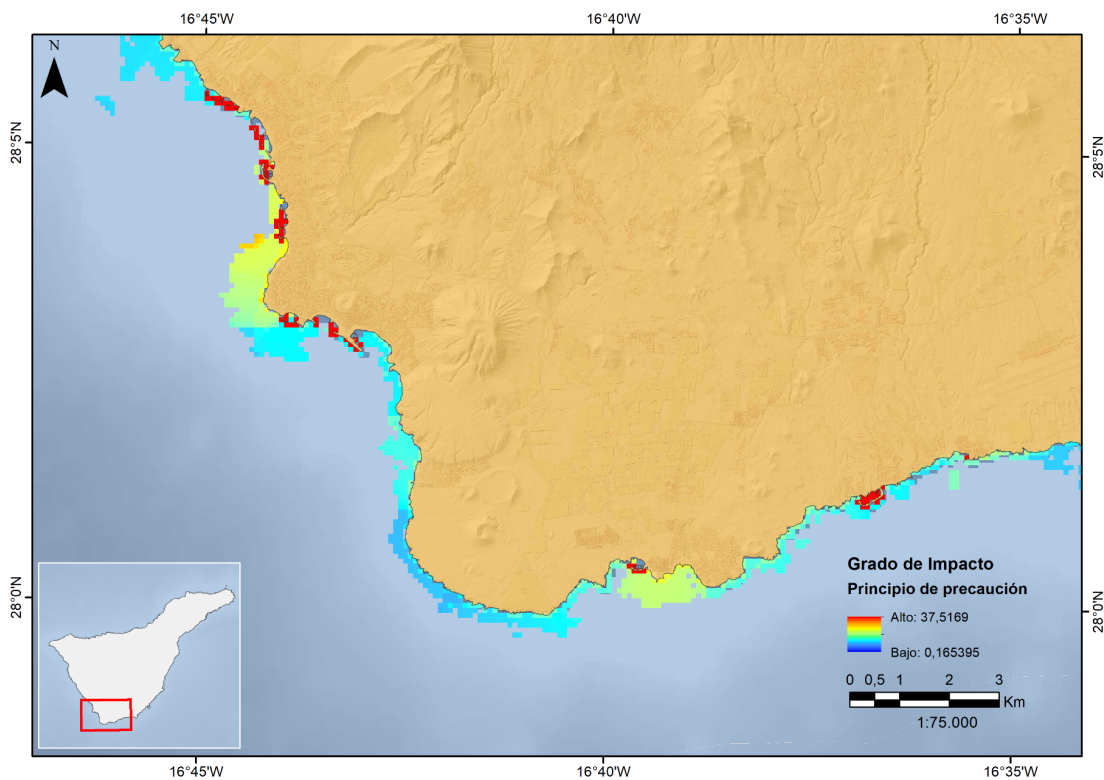 16°45'W 16°40'W 16°35'W
N
28°5'N 28°5'N
Grado de Impacto
Principio de precaución
Alto: 37,5169
Bajo: 0,165395
28°0'N 28°0'N
0 0,5 1 2 3
Km
1:75.000
16°45'W 16°40'W 16°35'W